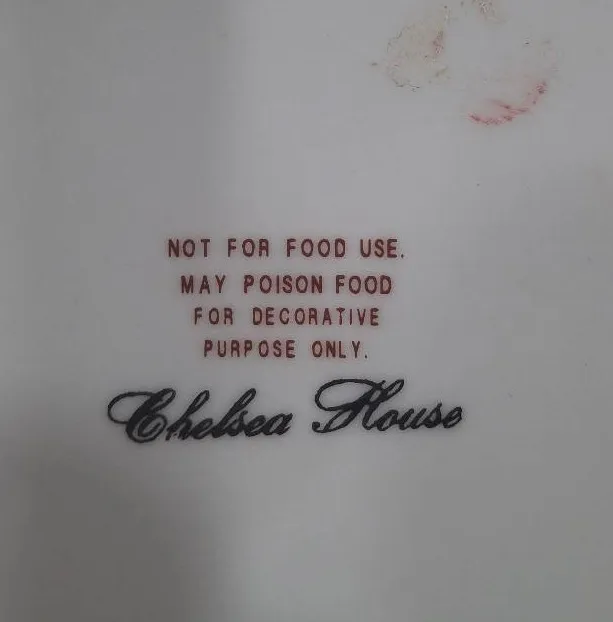 NOT FOR FOOD USE.
MAY POISON FOOD
FOR DECORATIVE
PURPOSE ONLY.
Chelsea House